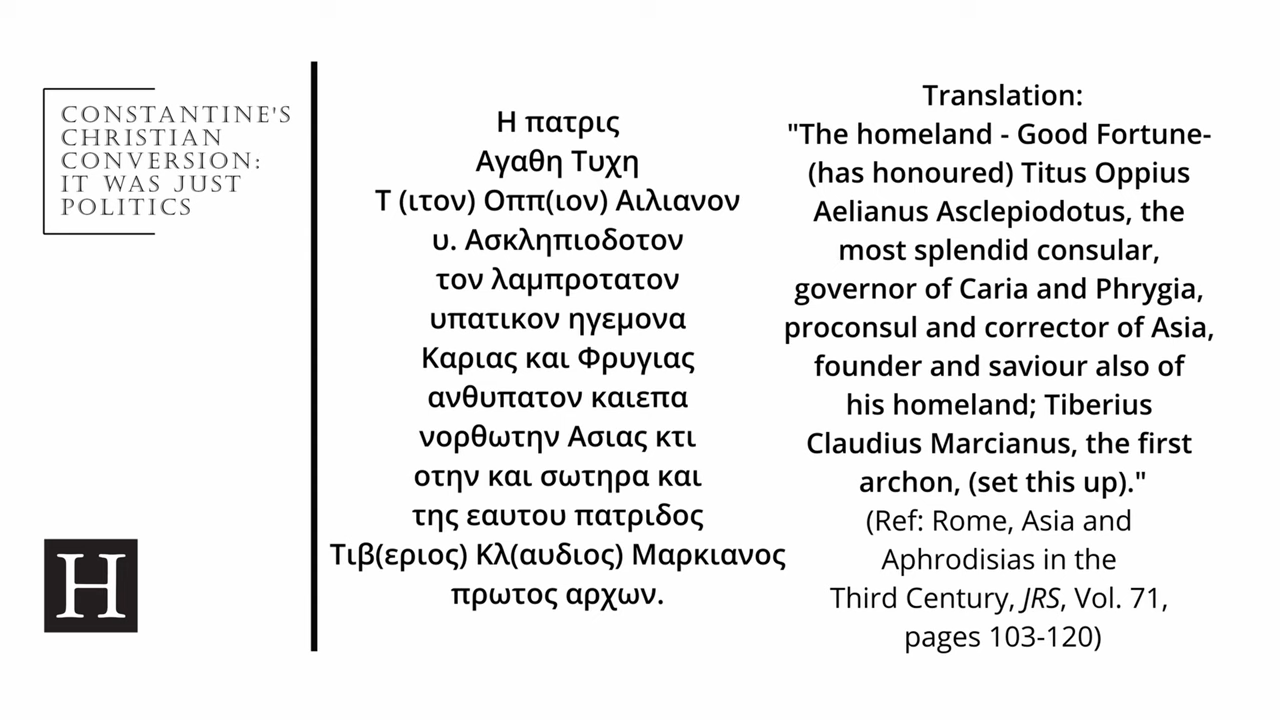 CONSTANTINE'S
CHRISTIAN
CONVERSION:
IT WAS JUST
POLITICS
H
Η πατρις
Αγαθη Τυχη
Τ (ιτον) Οππ(ιον) Αιλιανον
υ. Ασκληπιοδοτον
τον λαμπροτατον
υπατικον ηγεμονα
Καριας και Φρυγιας
ανθυπατον καιεπα
νορθωτην Ασιας κτι
οτην και σωτηρα και
της εαυτου πατριδος
Τιβ(εριος) Κλ(αυδιος) Μαρκιανος
πρωτος αρχων.
Translation:
"The homeland - Good Fortune-
(has honoured) Titus Oppius
Aelianus Asclepiodotus, the
most splendid consular,
governor of Caria and Phrygia,
proconsul and corrector of Asia,
founder and saviour also of
his homeland; Tiberius
Claudius Marcianus, the first
archon, (set this up)."
(Ref: Rome, Asia and
Aphrodisias in the
Third Century, JRS, Vol. 71,
pages 103-120)